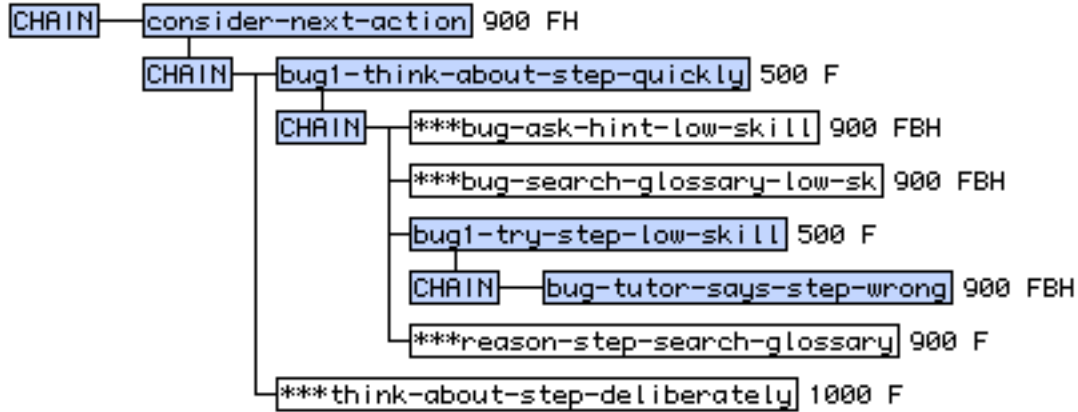 CHAIN consider-next-action 900 FH
CHAIN bug1-think-about-step-quickly 500 F
CHAIN ***bug-ask-hint-low-skill 900 FBH
***bug-search-glossary-low-sk 900 FBH
bug1-try-step-low-skill 500 F
CHAIN bug-tutor-says-step-wrong 900 FBH
***reason-step-search-glossary 900 F
***think-about-step-deliberately 1000 F